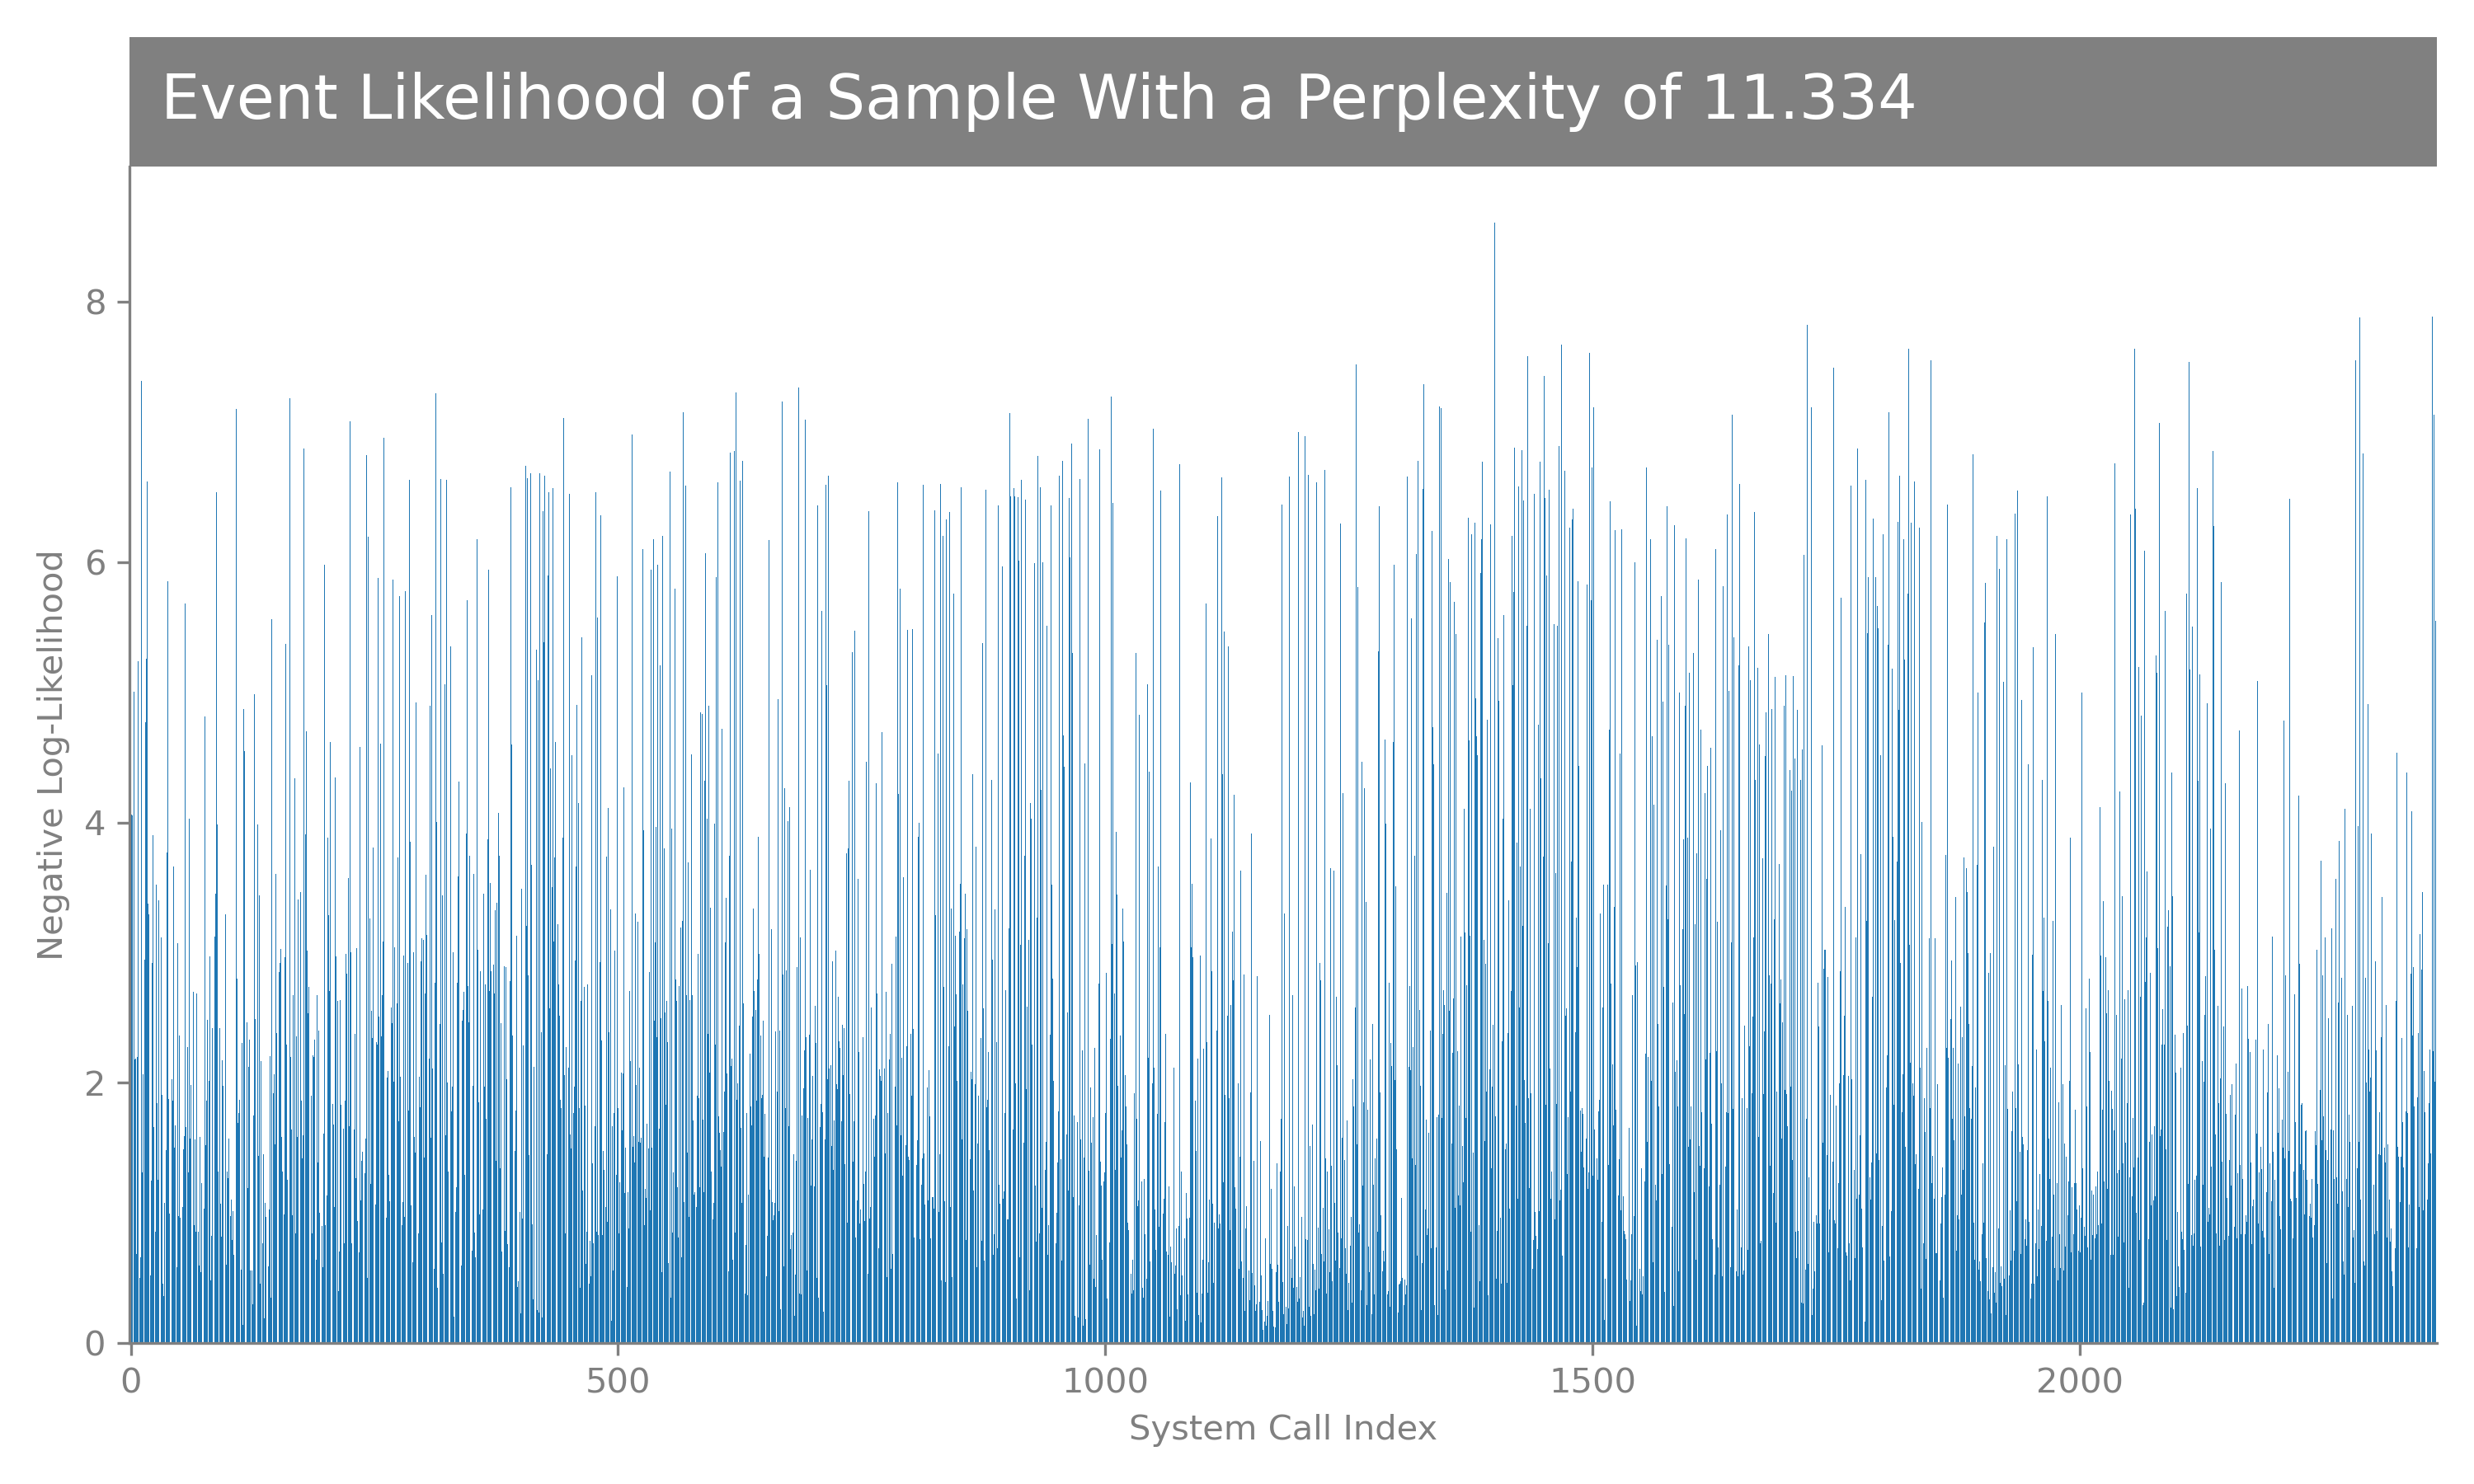 Event Likelihood of a Sample With a Perplexity of 11.334
8
6
4
2
0
Negative Log-Likelihood
0 500 1000 1500 2000
System Call Index